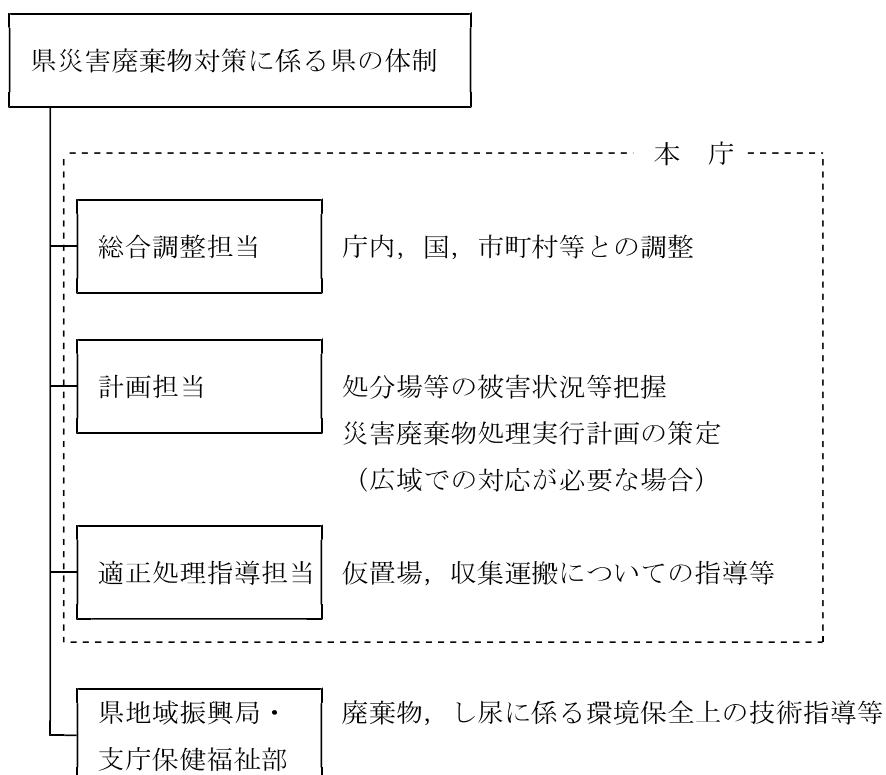 県災害廃棄物対策に係る県の体制
本　庁
総合調整担当
庁内，国，市町村等との調整
計画担当
処分場等の被害状況等把握
災害廃棄物処理実行計画の策定
（広域での対応が必要な場合）
適正処理指導担当
仮置場，収集運搬についての指導等
県地域振興局・
支庁保健福祉部
廃棄物，し尿に係る環境保全上の技術指導等